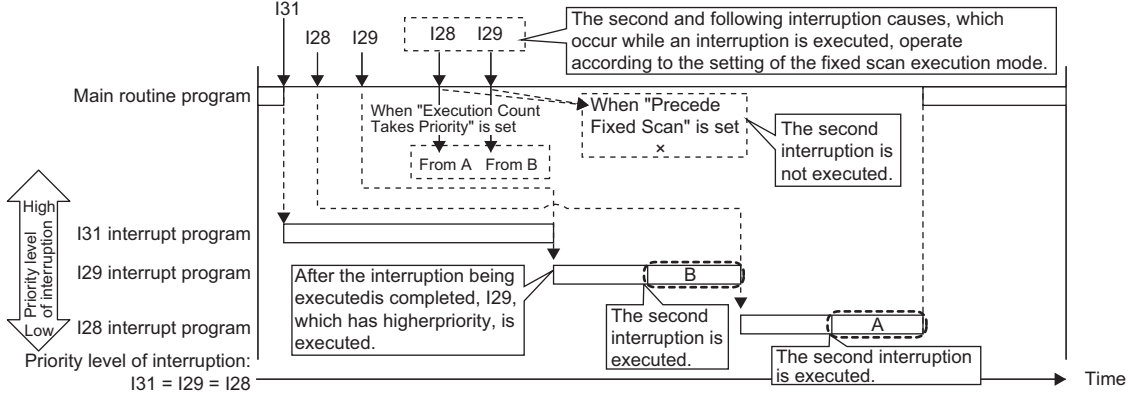 I31
I28 I29 I28 I29
The second and following interruption causes, which
occur while an interruption is executed, operate
according to the setting of the fixed scan execution mode.
Main routine program
When "Execution Count
Takes Priority" is set
From A From B
When "Precede
Fixed Scan" is set
×
The second
interruption is
not executed.
High
Priority level
of interruption
Low
I31 interrupt program
I29 interrupt program
I28 interrupt program
B
After the interruption being
executedis completed, I29,
which has higherpriority, is
executed.
The second
interruption is
executed.
A
The second interruption
is executed.
Priority level of interruption:
I31 = I29 = I28
Time